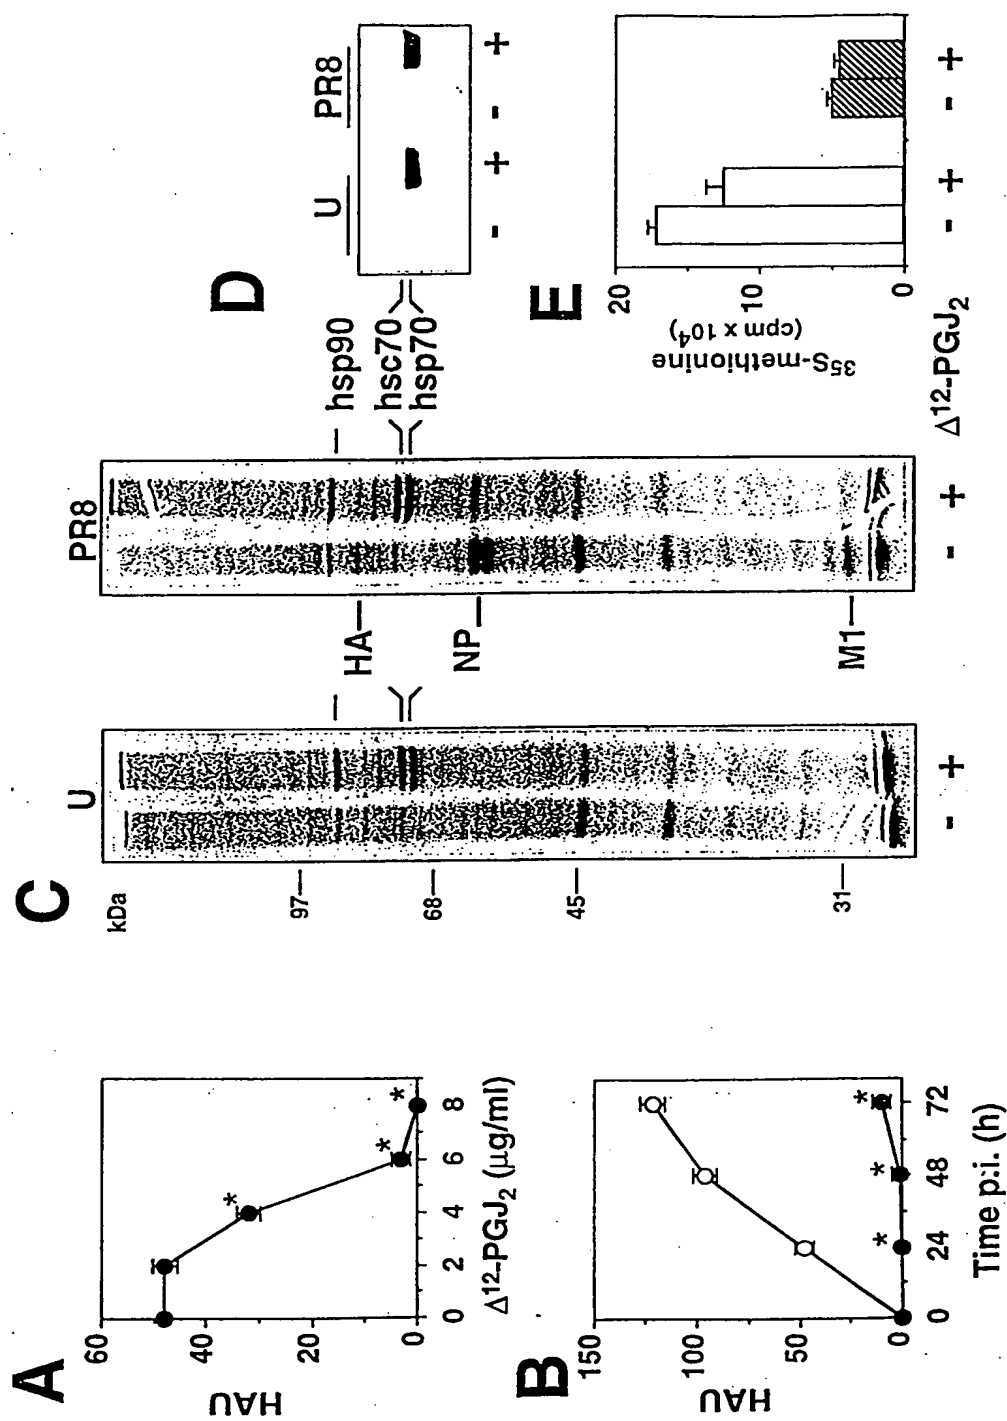 A
60
40
20
0
HAU
0 2 4 6 8
Δ12-PGJ2 (μg/ml)
*
*
*
B
150
100
50
0
HAU
0 24 48 72
Time p.i. (h)
*
*
*
C
kDa
97
68
45
31
U
- +
HA
NP
M1
PR8
- +
hsp90
hsc70
hsp70
D
U PR8
- + - +
E
20
10
0
35S-methionine
(cpm x 104)
- + - +
Δ12-PGJ2